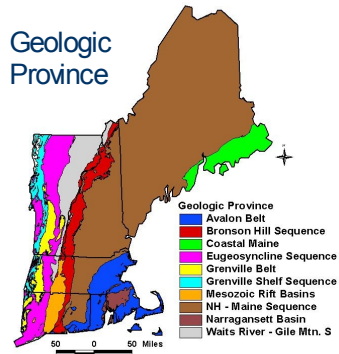 Geologic
Province
Geologic Province
Avalon Belt
Bronson Hill Sequence
Coastal Maine
Eugeosyncline Sequence
Grenville Belt
Grenville Shelf Sequence
Mesozoic Rift Basins
NH - Maine Sequence
Narragansett Basin
Waits River - Gile Mtn. S
50 0 50 Miles